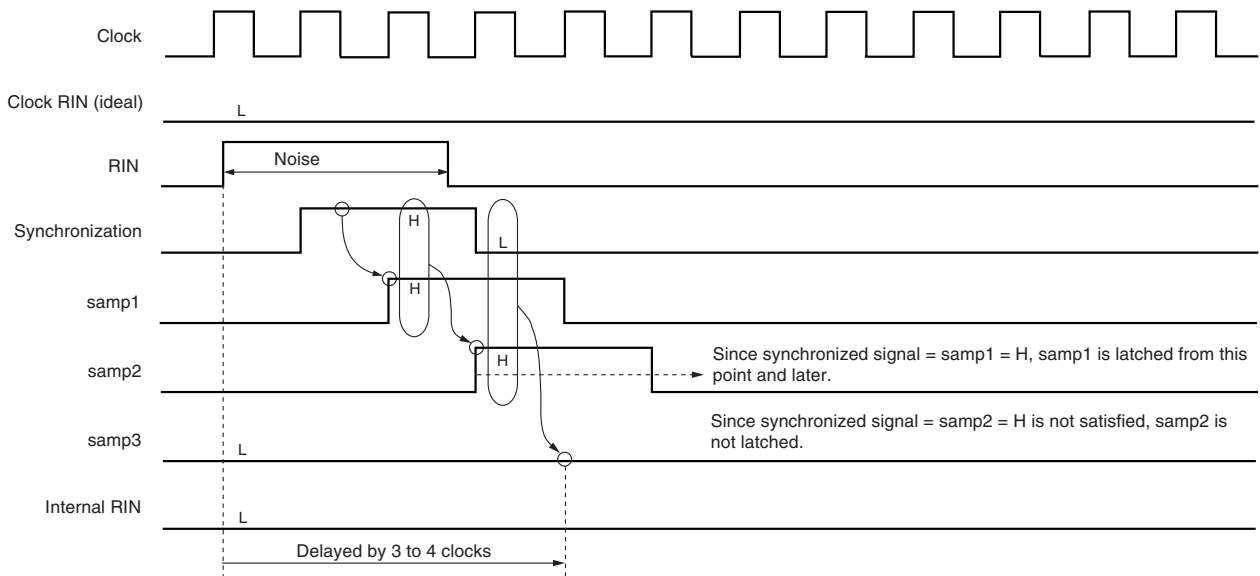 Clock
Clock RIN (ideal)
L
RIN
Noise
Synchronization
H
L
samp1
H
samp2
H
Since synchronized signal = samp1 = H, samp1 is latched from this
point and later.
Since synchronized signal = samp2 = H is not satisfied, samp2 is
not latched.
samp3
L
Internal RIN
L
Delayed by 3 to 4 clocks